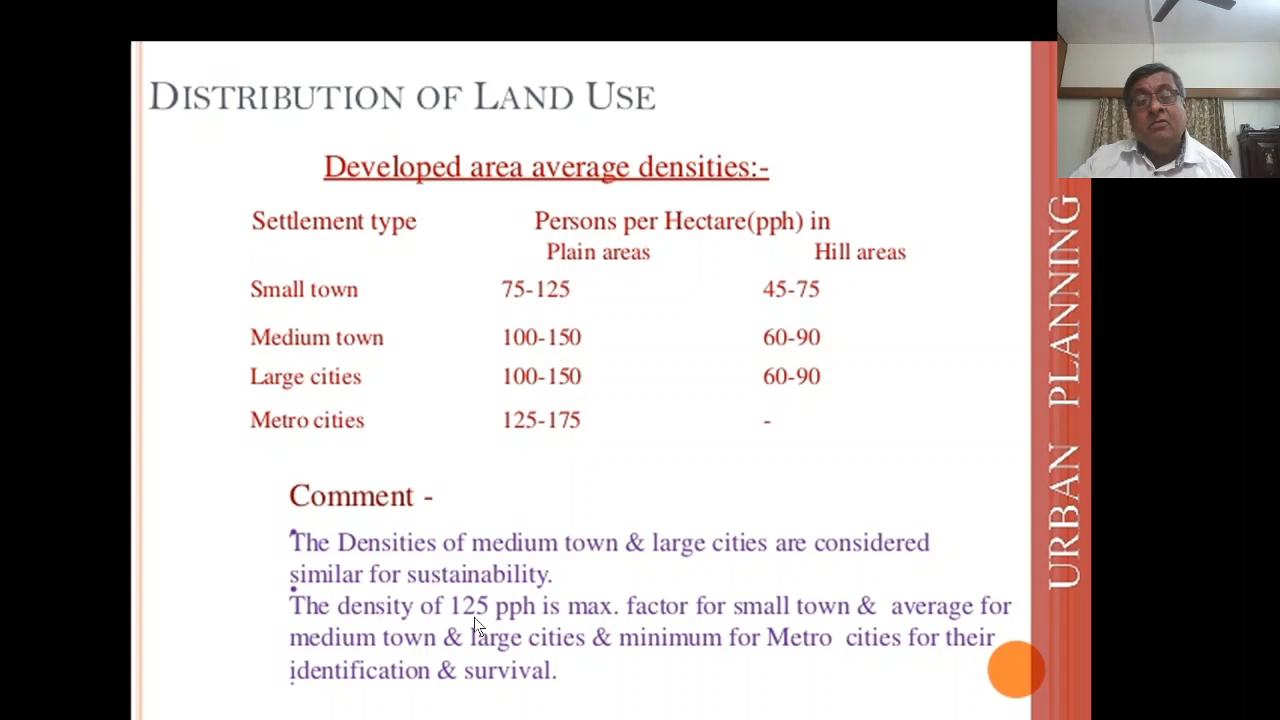 DISTRIBUTION OF LAND USE
Developed area average densities:-
Settlement type Persons per Hectare(pph) in
Plain areas Hill areas
Small town 75-125 45-75
Medium town 100-150 60-90
Large cities 100-150 60-90
Metro cities 125-175 -
Comment -
• The Densities of medium town & large cities are considered
similar for sustainability.
• The density of 125 pph is max. factor for small town & average for
medium town & large cities & minimum for Metro cities for their
identification & survival.
URBAN PLANNING